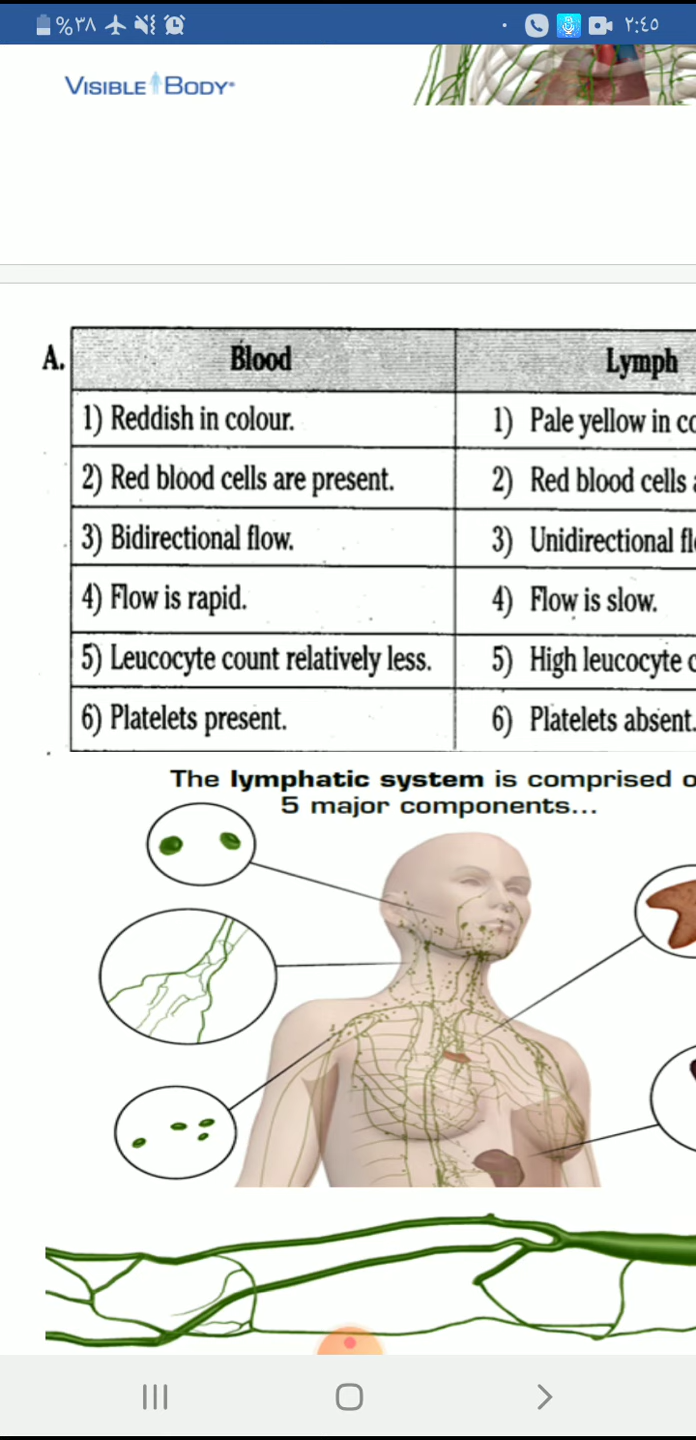 %٣٨ ٢:٤٥
VISIBLE BODY®
A.
Blood Lymph
1) Reddish in colour. 1) Pale yellow in
2) Red blood cells are present. 2) Red blood cells
3) Bidirectional flow. 3) Unidirectional
4) Flow is rapid. 4) Flow is slow.
5) Leucocyte count relatively less. 5) High leucocyte
6) Platelets present. 6) Platelets absent.
The lymphatic system is comprised
5 major components...